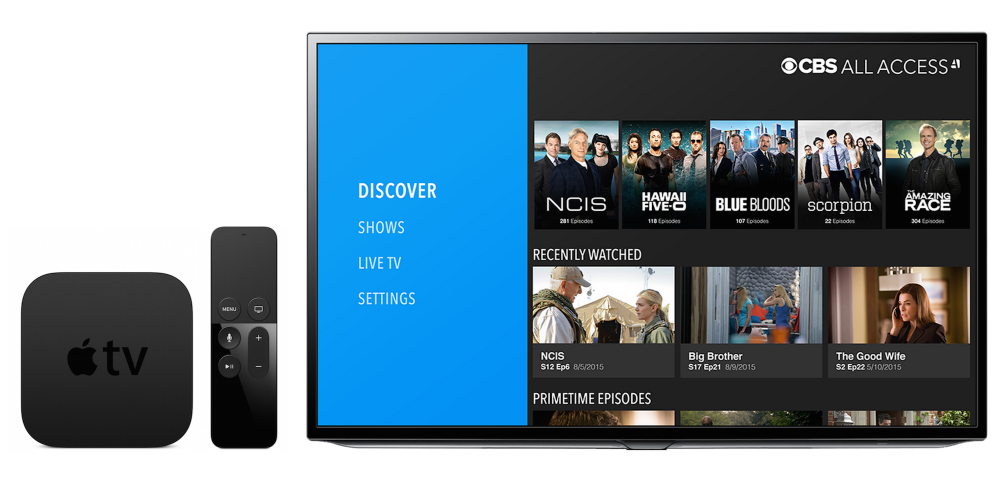 tv
MENU
DISCOVER
SHOWS
LIVE TV
SETTINGS
CBS ALL ACCESS
NCIS
281 Episodes
HAWAII
FIVE-O
118 Episodes
BLUE BLOODS
107 Episodes
scorpion
22 Episodes
THE
AMAZING
RACE
304 Episodes
RECENTLY WATCHED
NCIS
S12 Ep6 8/5/2015
Big Brother
S17 Ep21 8/9/2015
The Good Wife
S2 Ep22 5/10/2015
PRIMETIME EPISODES